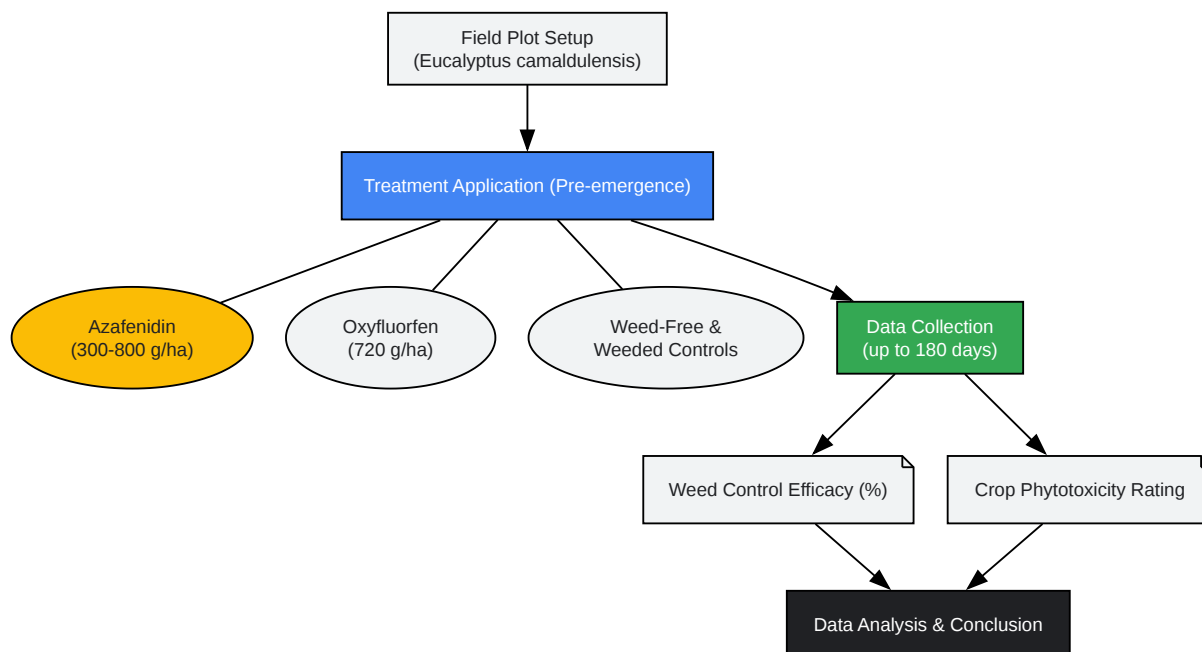 Field Plot Setup
(Eucalyptus camaldulensis)
Treatment Application (Pre-emergence)
Azafenidin
(300-800 g/ha)
Oxyfluorfen
(720 g/ha)
Weed-Free &
Weeded Controls
Data Collection
(up to 180 days)
Weed Control Efficacy (%)
Crop Phytotoxicity Rating
Data Analysis & Conclusion